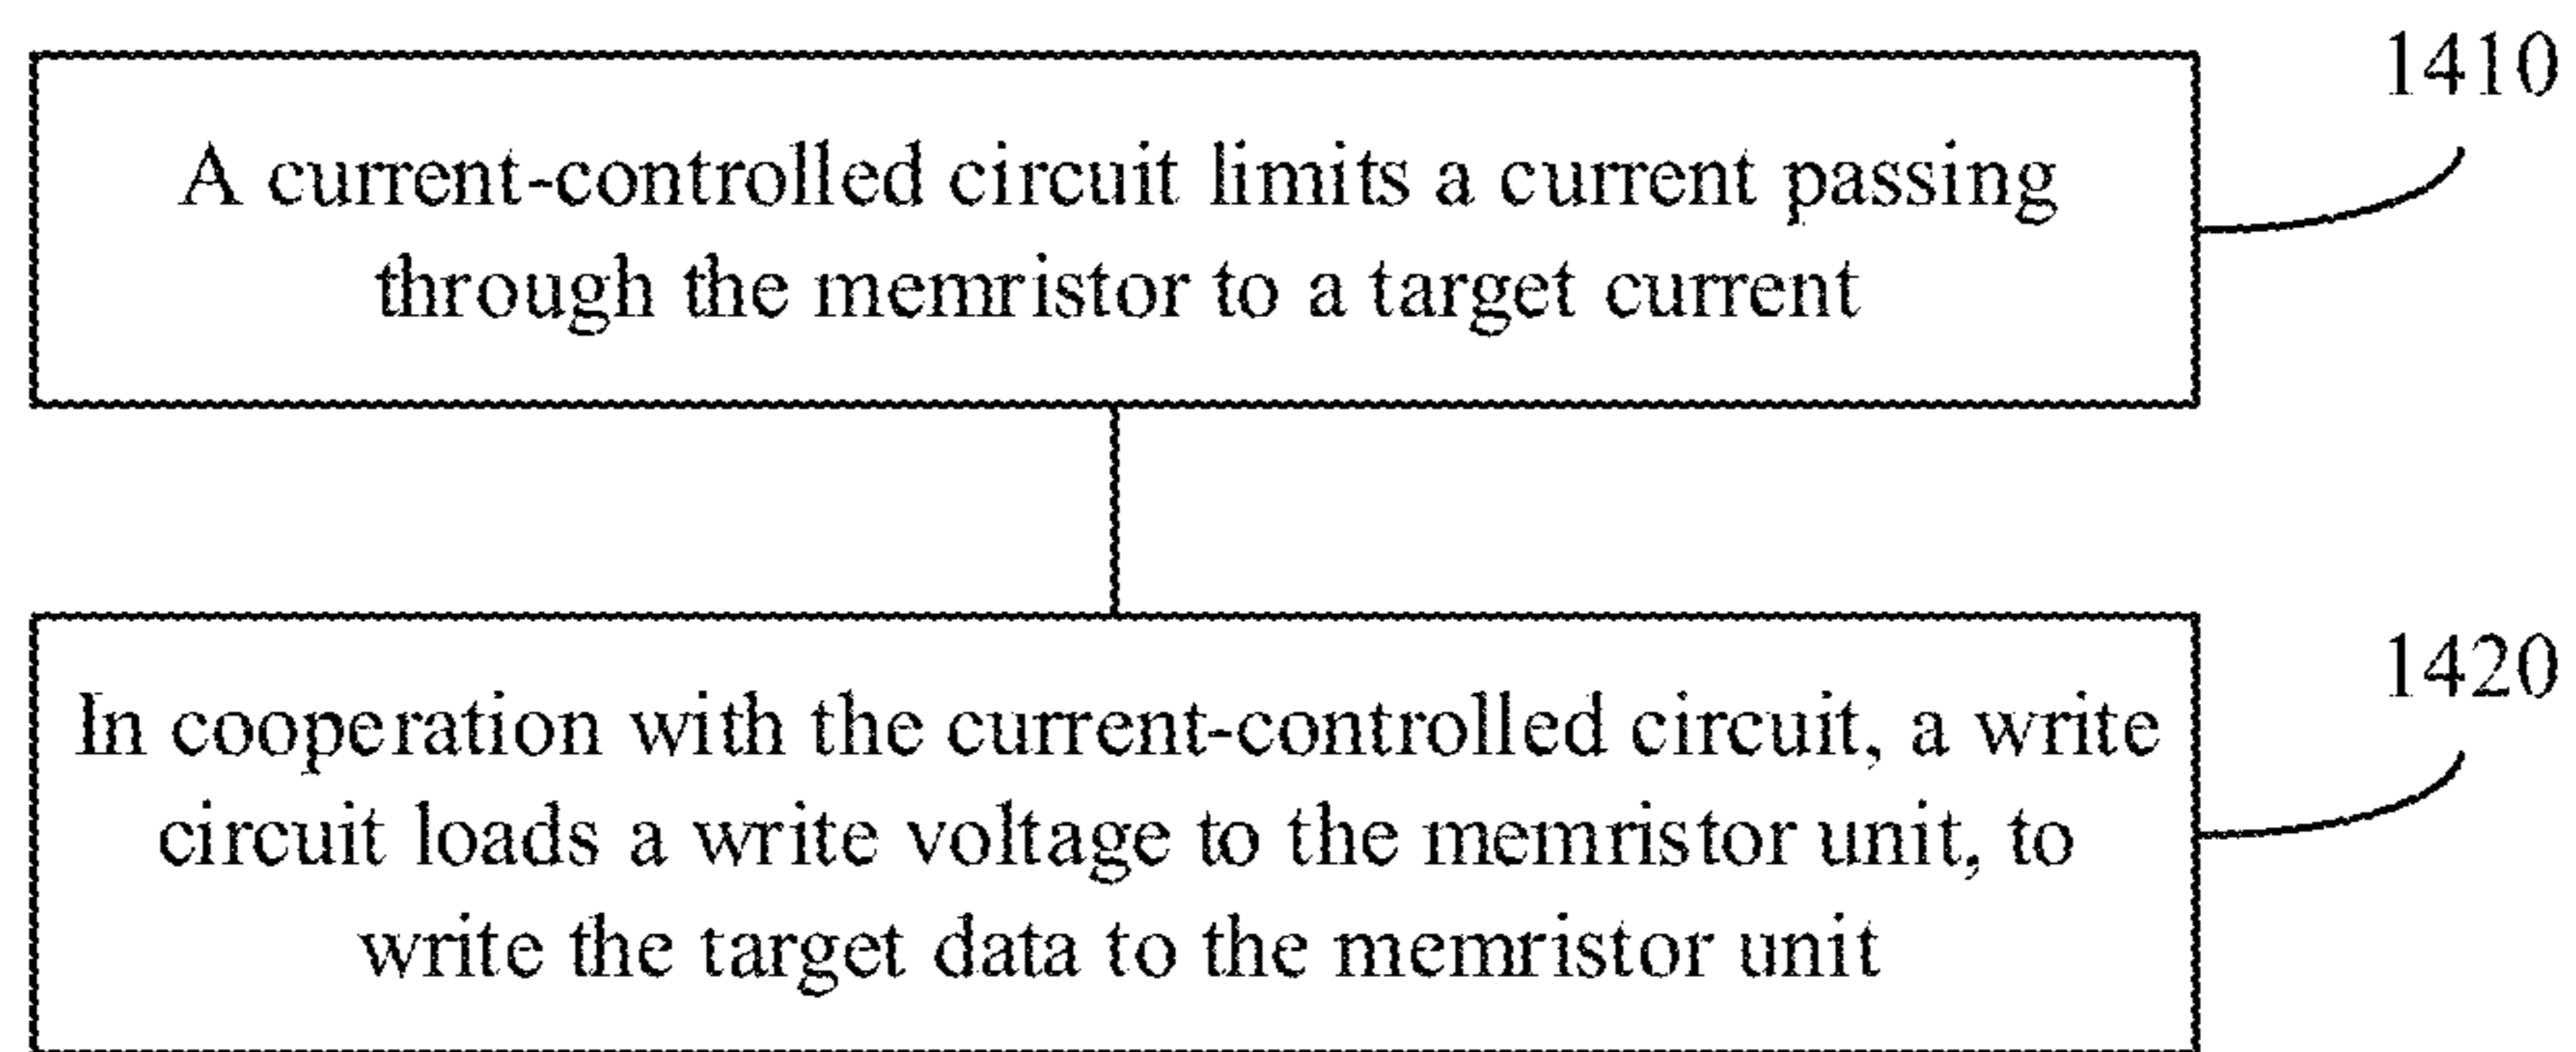 1410
A current-controlled circuit limits a current passing
through the memristor to a target current
1420
In cooperation with the current-controlled circuit, a write
circuit loads a write voltage to the memristor unit, to
write the target data to the memristor unit